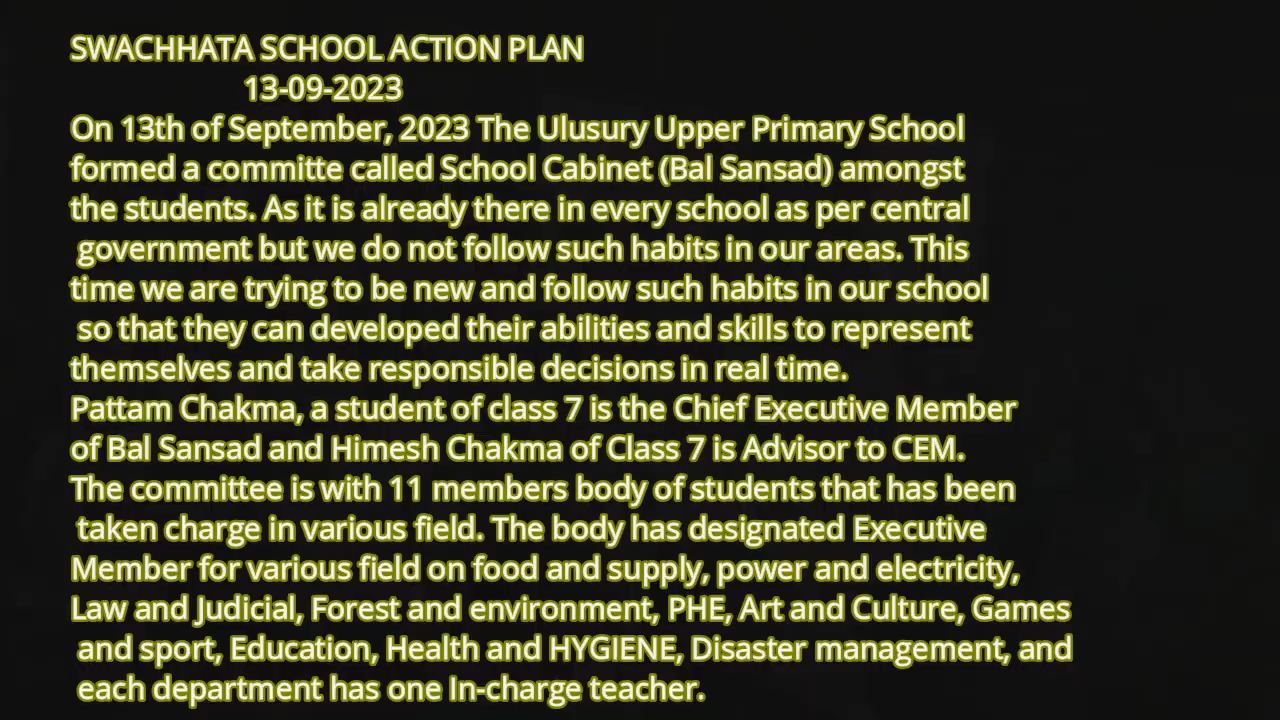 SWACHHATA SCHOOL ACTION PLAN
13-09-2023
On 13th of September, 2023 The Ulusury Upper Primary School
formed a committe called School Cabinet (Bal Sansad) amongst
the students. As it is already there in every school as per central
government but we do not follow such habits in our areas. This
time we are trying to be new and follow such habits in our school
so that they can developed their abilities and skills to represent
themselves and take responsible decisions in real time.
Pattam Chakma, a student of class 7 is the Chief Executive Member
of Bal Sansad and Himesh Chakma of Class 7 is Advisor to CEM.
The committee is with 11 members body of students that has been
taken charge in various field. The body has designated Executive
Member for various field on food and supply, power and electricity,
Law and Judicial, Forest and environment, PHE, Art and Culture, Games
and sport, Education, Health and HYGIENE, Disaster management, and
each department has one In-charge teacher.